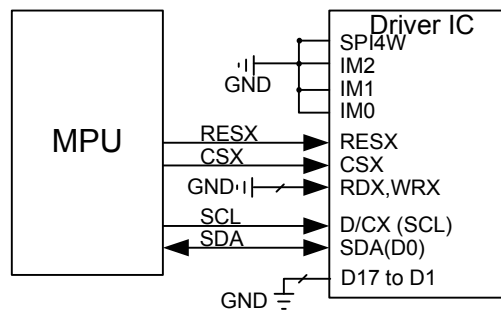 Driver IC
SPI4W
IM2
GND
IM1
IM0
MPU
RESX
RESX
CSX
CSX
GND
RDX,WRX
SCL
D/CX (SCL)
SDA
SDA(D0)
D17 to D1
GND